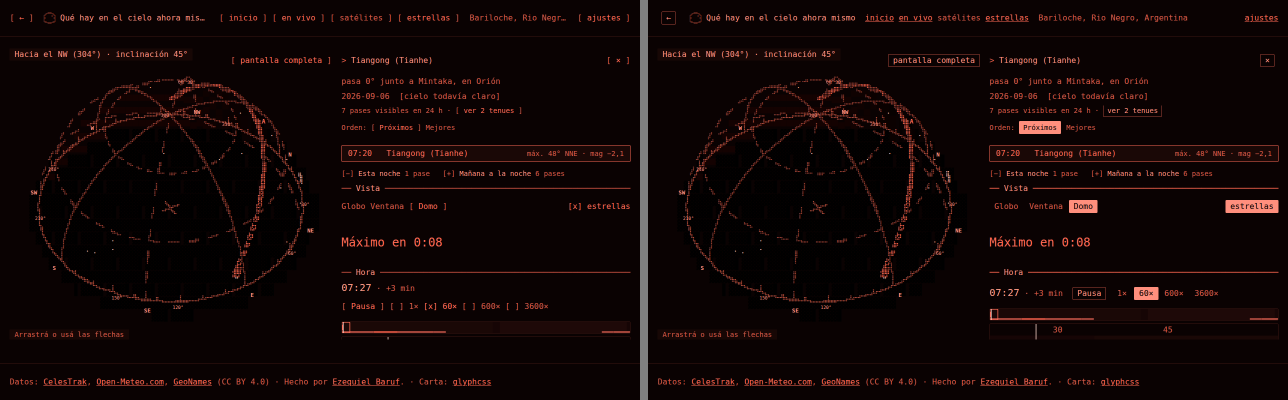 [ ← ] Qué hay en el cielo ahora mis… [ inicio ] [ en vivo ] [ satélites ] [ estrellas ] Bariloche, Río Negr… [ ajustes ]
Hacia el NW (304°) · inclinación 45°
[ pantalla completa ]
> Tiangong (Tianhe) [ × ]
pasa 0° junto a Mintaka, en Orión
2026-09-06 [cielo todavía claro]
7 pases visibles en 24 h · [ ver 2 tenues ]
Orden: [ Próximos ] Mejores
07:20 Tiangong (Tianhe) máx. 48° NNE · mag −2,1
[−] Esta noche 1 pase [+] Mañana a la noche 6 pases
Vista
Globo Ventana [ Domo ] [x] estrellas
Máximo en 0:08
Hora
07:27 · +3 min
[ Pausa ] [ ] 1× [x] 60× [ ] 600× [ ] 3600×
NW
W
N
SW
NE
S
E
SE
Arrastrá o usá las flechas
Datos: CelesTrak, Open-Meteo.com, GeoNames (CC BY 4.0) · Hecho por Ezequiel Baruf. · Carta: glyphcss
← Qué hay en el cielo ahora mismo inicio en vivo satélites estrellas Bariloche, Río Negro, Argentina ajustes
Hacia el NW (304°) · inclinación 45°
pantalla completa
> Tiangong (Tianhe) ×
pasa 0° junto a Mintaka, en Orión
2026-09-06 [cielo todavía claro]
7 pases visibles en 24 h · ver 2 tenues
Orden: Próximos Mejores
07:20 Tiangong (Tianhe) máx. 48° NNE · mag −2,1
[−] Esta noche 1 pase [+] Mañana a la noche 6 pases
Vista
Globo Ventana Domo estrellas
Máximo en 0:08
Hora
07:27 · +3 min Pausa 1× 60× 600× 3600×
30 45
NW
W
N
SW
NE
S
E
SE
Arrastrá o usá las flechas
Datos: CelesTrak, Open-Meteo.com, GeoNames (CC BY 4.0) · Hecho por Ezequiel Baruf. · Carta: glyphcss